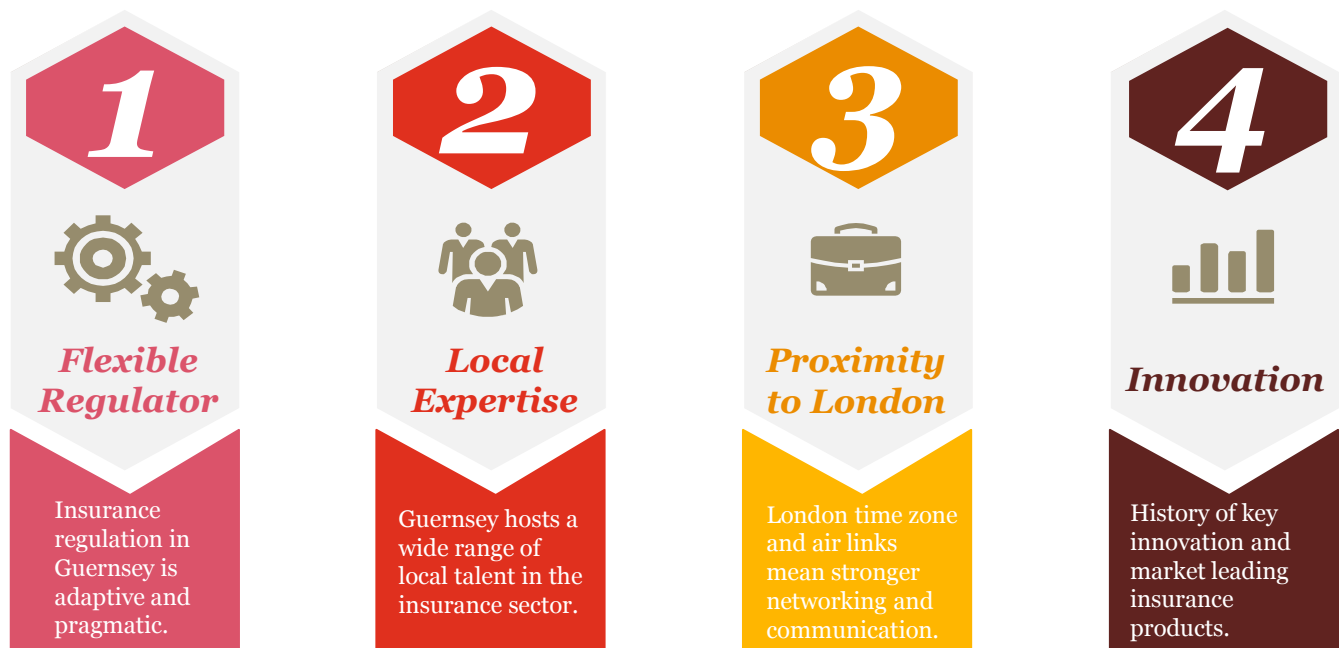 1
Flexible
Regulator
Insurance
regulation in
Guernsey is
adaptive and
pragmatic.
2
Local
Expertise
Guernsey hosts a
wide range of
local talent in the
insurance sector.
3
Proximity
to London
London time zone
and air links
mean stronger
networking and
communication.
4
Innovation
History of key
innovation and
market leading
insurance
products.